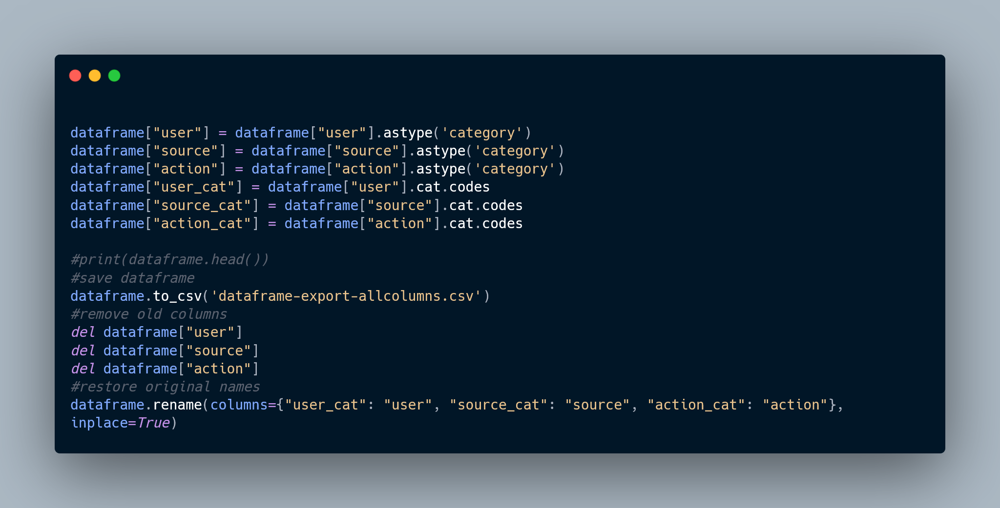 dataframe["user"] = dataframe["user"].astype('category')
dataframe["source"] = dataframe["source"].astype('category')
dataframe["action"] = dataframe["action"].astype('category')
dataframe["user_cat"] = dataframe["user"].cat.codes
dataframe["source_cat"] = dataframe["source"].cat.codes
dataframe["action_cat"] = dataframe["action"].cat.codes
#print(dataframe.head())
#save dataframe
dataframe.to_csv('dataframe-export-allcolumns.csv')
#remove old columns
del dataframe["user"]
del dataframe["source"]
del dataframe["action"]
#restore original names
dataframe.rename(columns={"user_cat": "user", "source_cat": "source", "action_cat": "action"},
inplace=True)